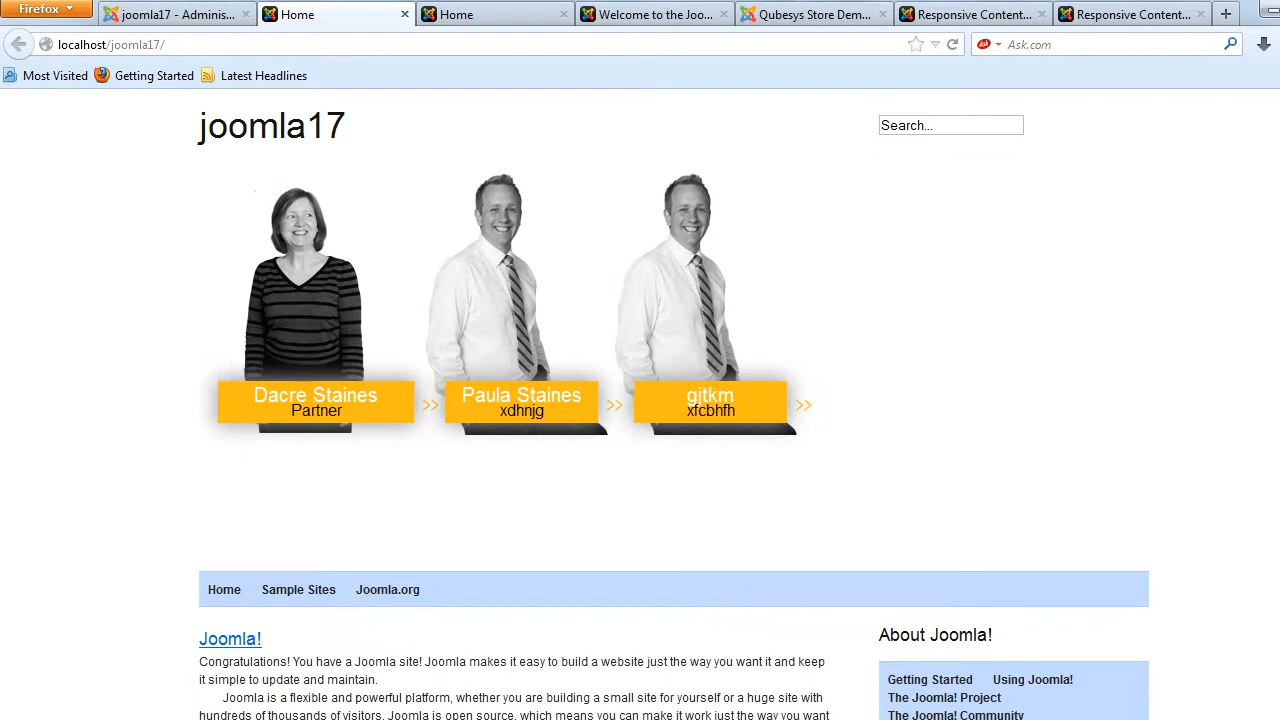 Firefox
joomla17 - Adminis...
Home
Home
Welcome to the Joo...
Qubesys Store Dem...
Responsive Content...
Responsive Content...
localhost/joomla17/
Ask.com
Most Visited
Getting Started
Latest Headlines
joomla17
Search...
Dacre Staines
Partner
>>
Paula Staines
xdhnjg
>>
gjtkm
xfcbhfh
>>
Home
Sample Sites
Joomla.org
Joomla!
Congratulations! You have a Joomla site! Joomla makes it easy to build a website just the way you want it and keep
it simple to update and maintain.
Joomla is a flexible and powerful platform, whether you are building a small site for yourself or a huge site with
hundreds of thousands of visitors. Joomla is open source, which means you can make it work just the way you want
About Joomla!
Getting Started
Using Joomla!
The Joomla! Project
The Joomla! Community